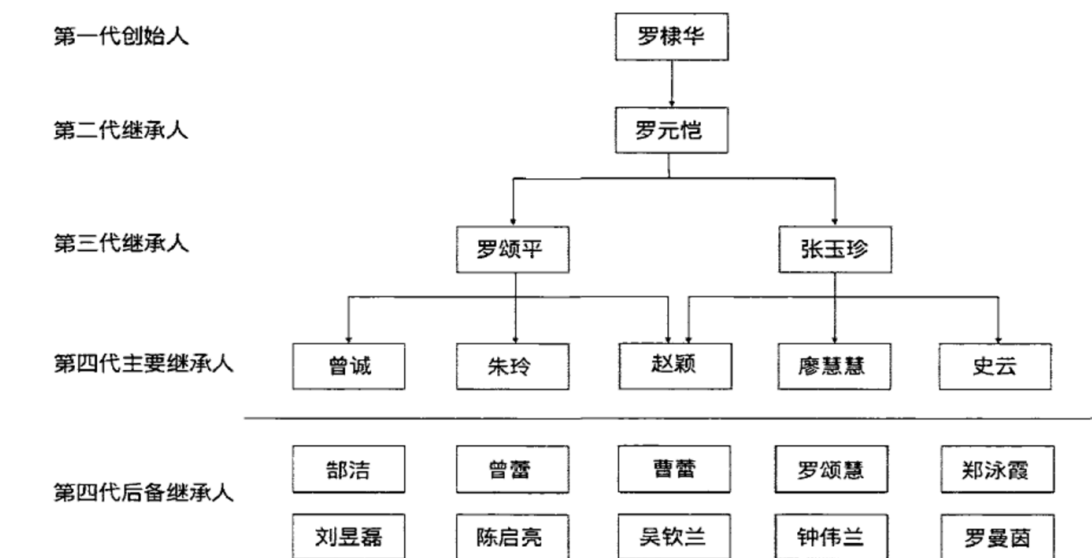 第一代创始人 罗棣华
第二代继承人 罗元恺
第三代继承人 罗颂平 张玉珍
第四代主要继承人 曾诚 朱玲 赵颖 廖慧慧 史云
郜洁 曾蕾 曹蕾 罗颂慧 郑泳霞
第四代后备继承人
刘昱磊 陈启亮 吴钦兰 钟伟兰 罗曼茵